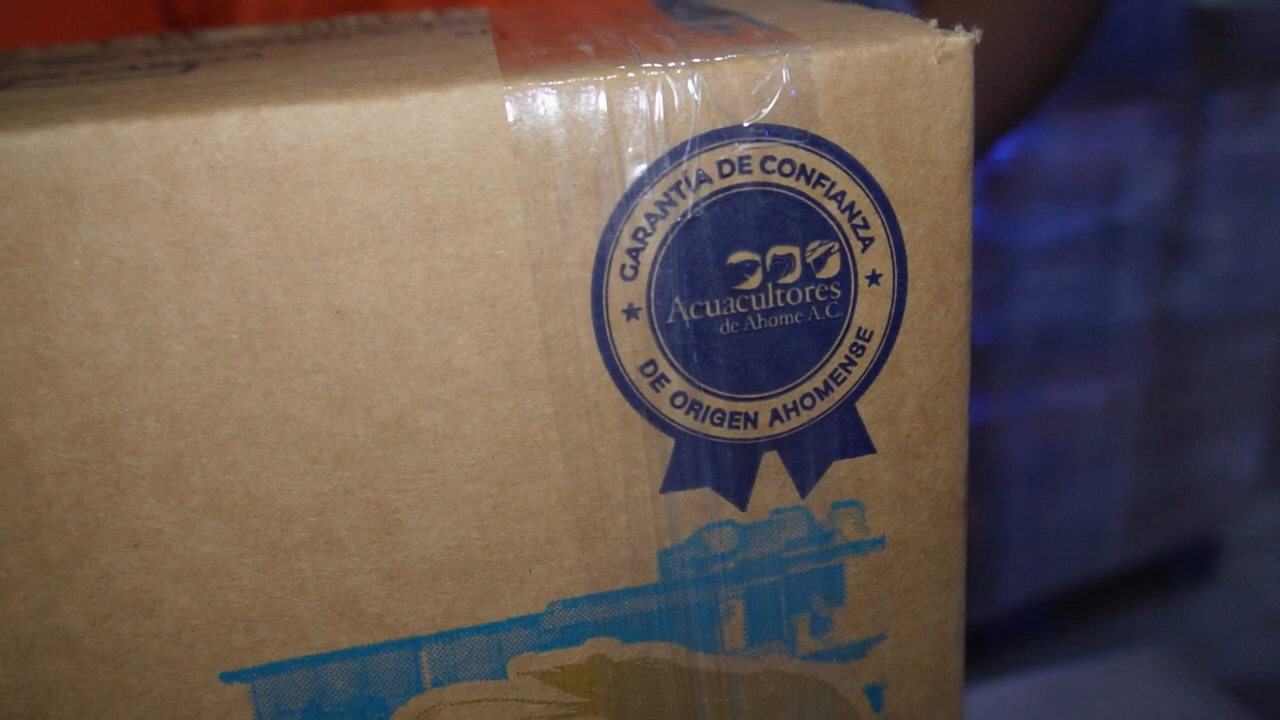 GARANTÍA DE CONFIANZA
Acuacultores
de Ahome A.C.
DE ORIGEN AHOMENSE